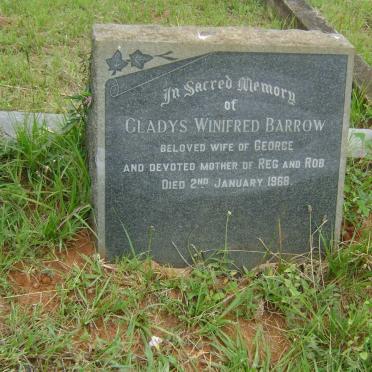 In Sacred Memory
of
GLADYS WINIFRED BARROW
BELOVED WIFE OF GEORGE
AND DEVOTED MOTHER OF REG AND ROB
DIED 2ND JANUARY 1968.